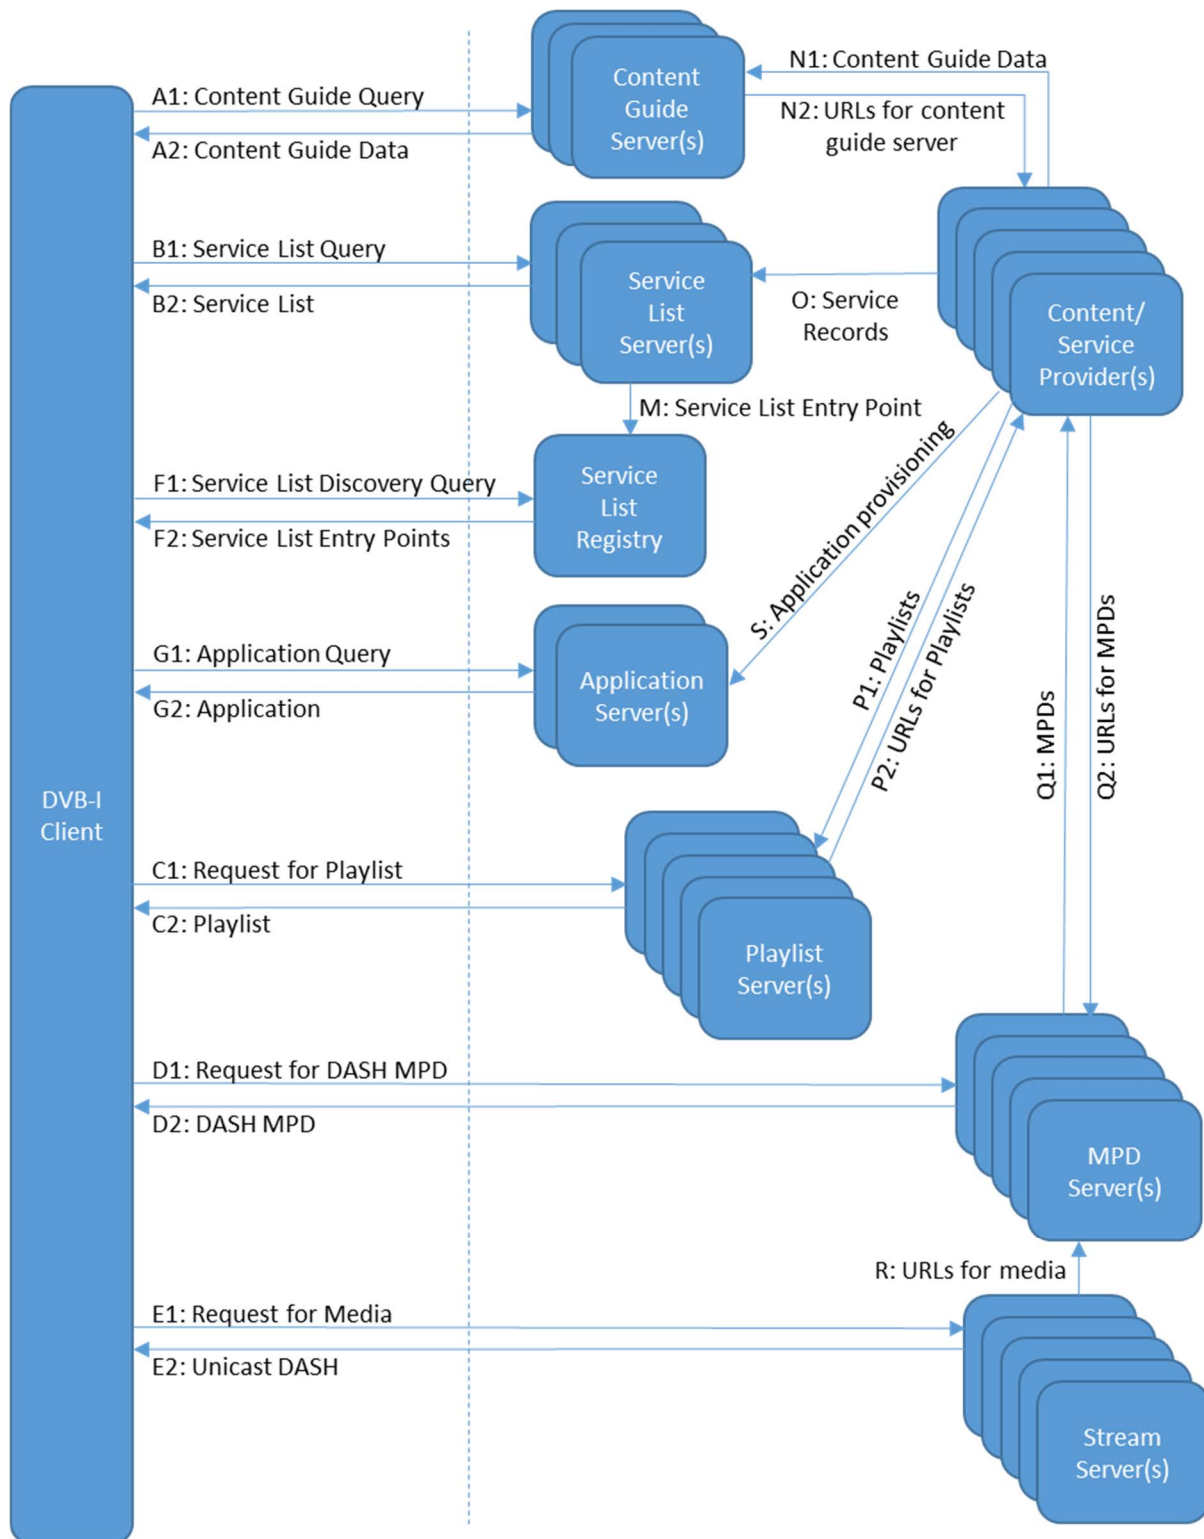 N1: Content Guide Data
Content
Guide
Server(s)
A1: Content Guide Query
N2: URLs for content
guide server
A2: Content Guide Data
B1: Service List Query
B2: Service List
Service
List
Server(s)
O: Service
Records
Content/
Service
Provider(s)
M: Service List Entry Point
F1: Service List Discovery Query
F2: Service List Entry Points
Service
List
Registry
S: Application provisioning
P1: Playlists
P2: URLs for Playlists
Q1: MPDs
Q2: URLs for MPDs
G1: Application Query
G2: Application
Application
Server(s)
DVB-I
Client
C1: Request for Playlist
C2: Playlist
Playlist
Server(s)
D1: Request for DASH MPD
D2: DASH MPD
MPD
Server(s)
R: URLs for media
E1: Request for Media
E2: Unicast DASH
Stream
Server(s)